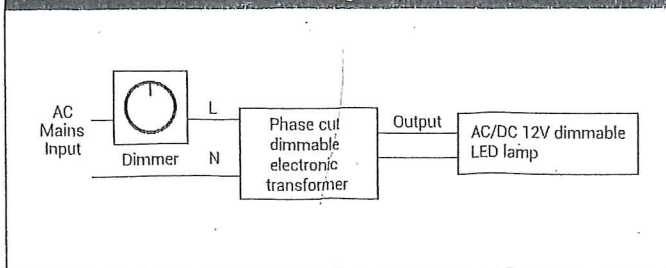 AC
Mains
Input
Dimmer
L
N
Phase cut
dimmable
electronic
transformer
Output
AC/DC 12V dimmable
LED lamp